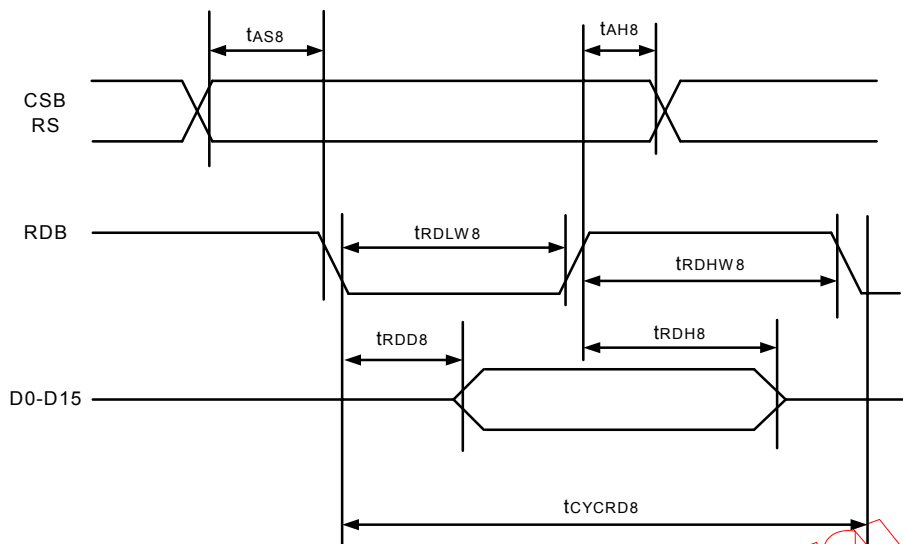 tAS8
tAH8
CSB
RS
RDB
tRDLW8
tRDHW8
tRDH8
tRDD8
D0-D15
tCYCRD8